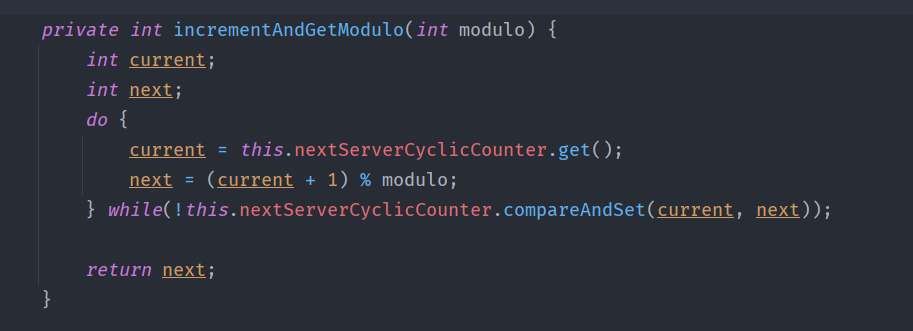 private int incrementAndGetModulo(int modulo) {
    int current;
    int next;
    do {
        current = this.nextServerCyclicCounter.get();
        next = (current + 1) % modulo;
    } while(!this.nextServerCyclicCounter.compareAndSet(current, next));

    return next;
}